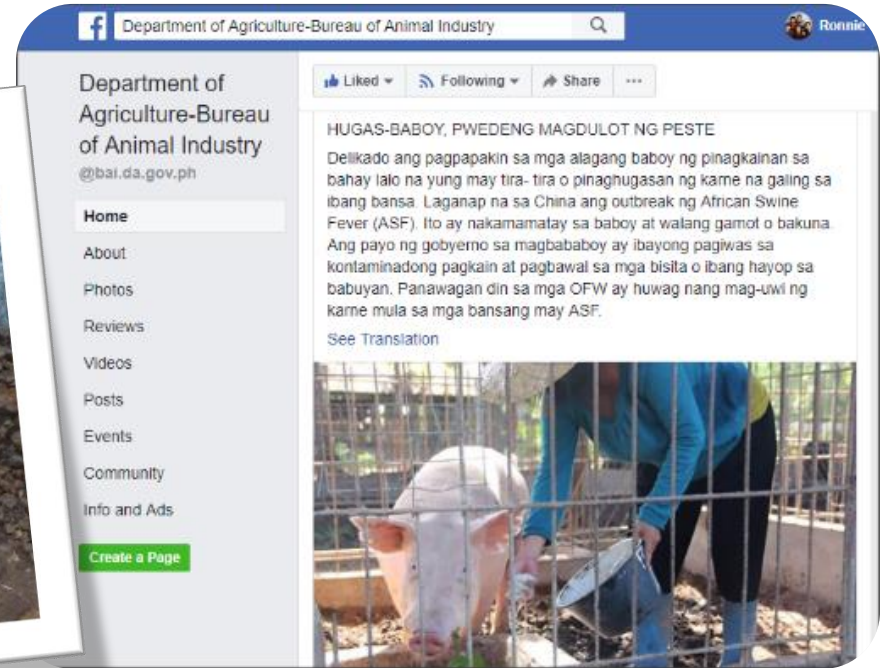 Department of Agriculture-Bureau of Animal Industry
Ronnie
Department of
Agriculture-Bureau
of Animal Industry
@bai.da.gov.ph
Home
About
Photos
Reviews
Videos
Posts
Events
Community
Info and Ads
Create a Page
Liked
Following
Share
HUGAS-BABOY, PWEDENG MAGDULOT NG PESTE
Delikado ang pagpapakin sa mga alagang baboy ng pinagkainan sa
bahay lalo na yung may tira- tira o pinaghugasan ng karne na galing sa
ibang bansa. Laganap na sa China ang outbreak ng African Swine
Fever (ASF). Ito ay nakamamatay sa baboy at walang gamot o bakuna.
Ang payo ng gobyerno sa magbababoy ay ibayong pagiwas sa
kontaminadong pagkain at pagbawal sa mga bisita o ibang hayop sa
babuyan. Panawagan din sa mga OFW ay huwag nang mag-uwi ng
karne mula sa mga bansang may ASF.
See Translation